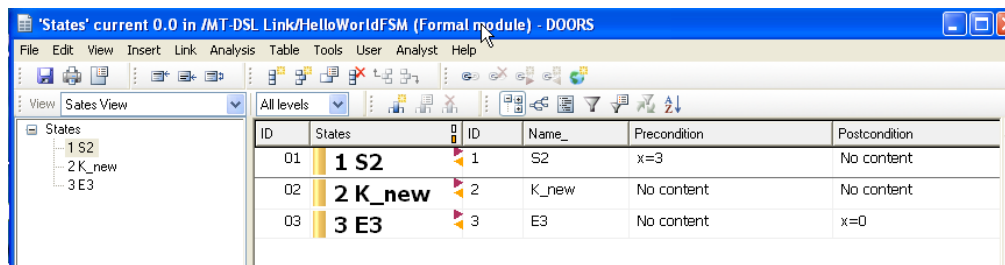 'States' current 0.0 in /MT-DSL Link/HelloWorldFSM (Formal module) - DOORS
File Edit View Insert Link Analysis Table Tools User Analyst Help
View Sates View All levels
States
1 S2
2 K_new
3 E3
ID States ID Name_ Precondition Postcondition
01 1 S2 1 S2 x=3 No content
02 2 K_new 2 K_new No content No content
03 3 E3 3 E3 No content x=0